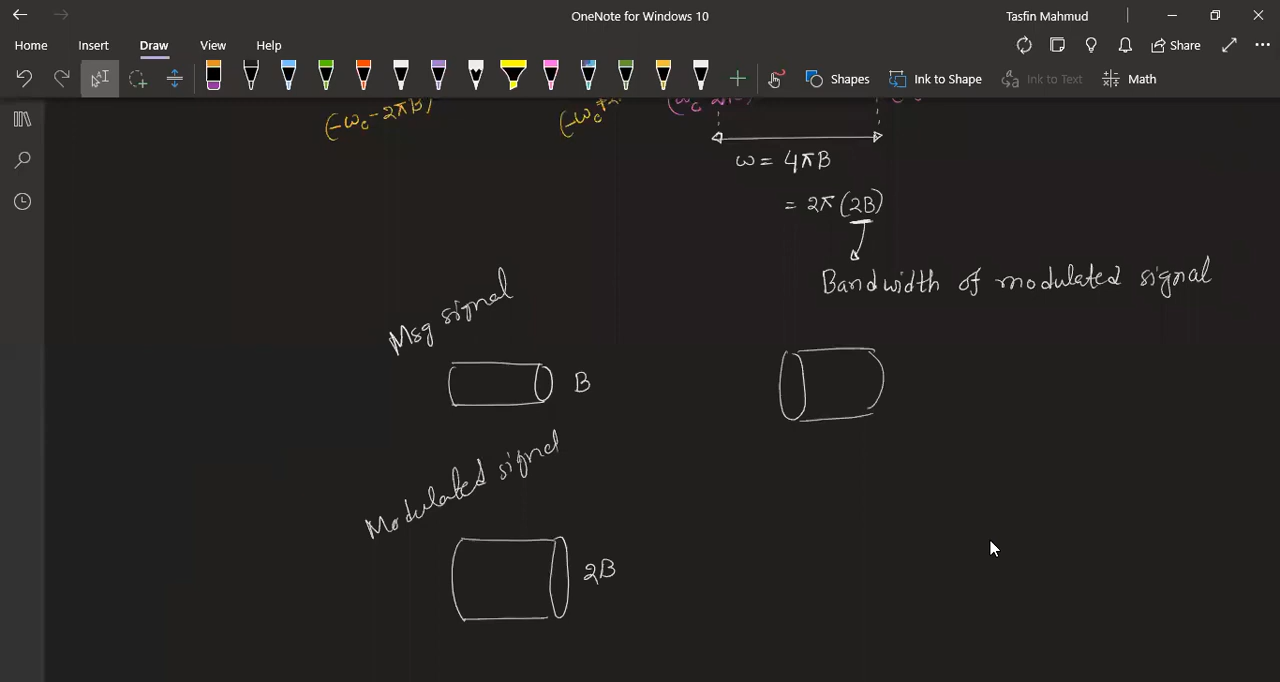 OneNote for Windows 10
Tasfin Mahmud
Home Insert Draw View Help
Share
Shapes Ink to Shape Ink to Text Math
(-ωc-2πB)
ω = 4πB
= 2π(2B)
Bandwidth of modulated signal
Msg signal
B
Modulated signal
2B